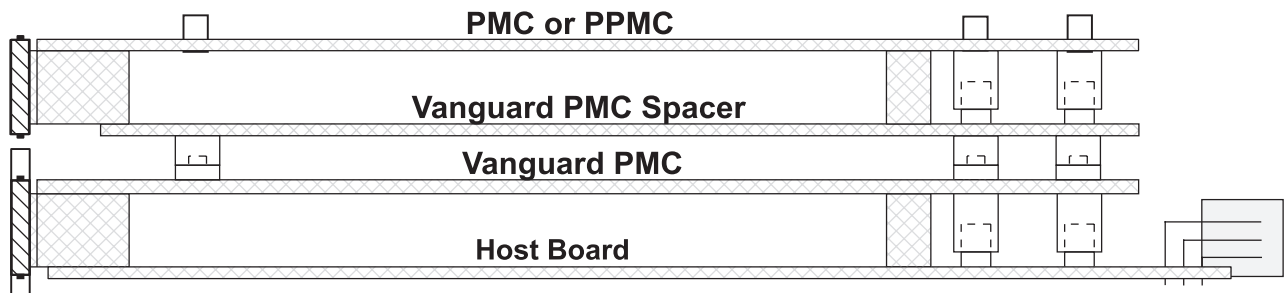 PMC or PPMC
Vanguard PMC Spacer
Vanguard PMC
Host Board